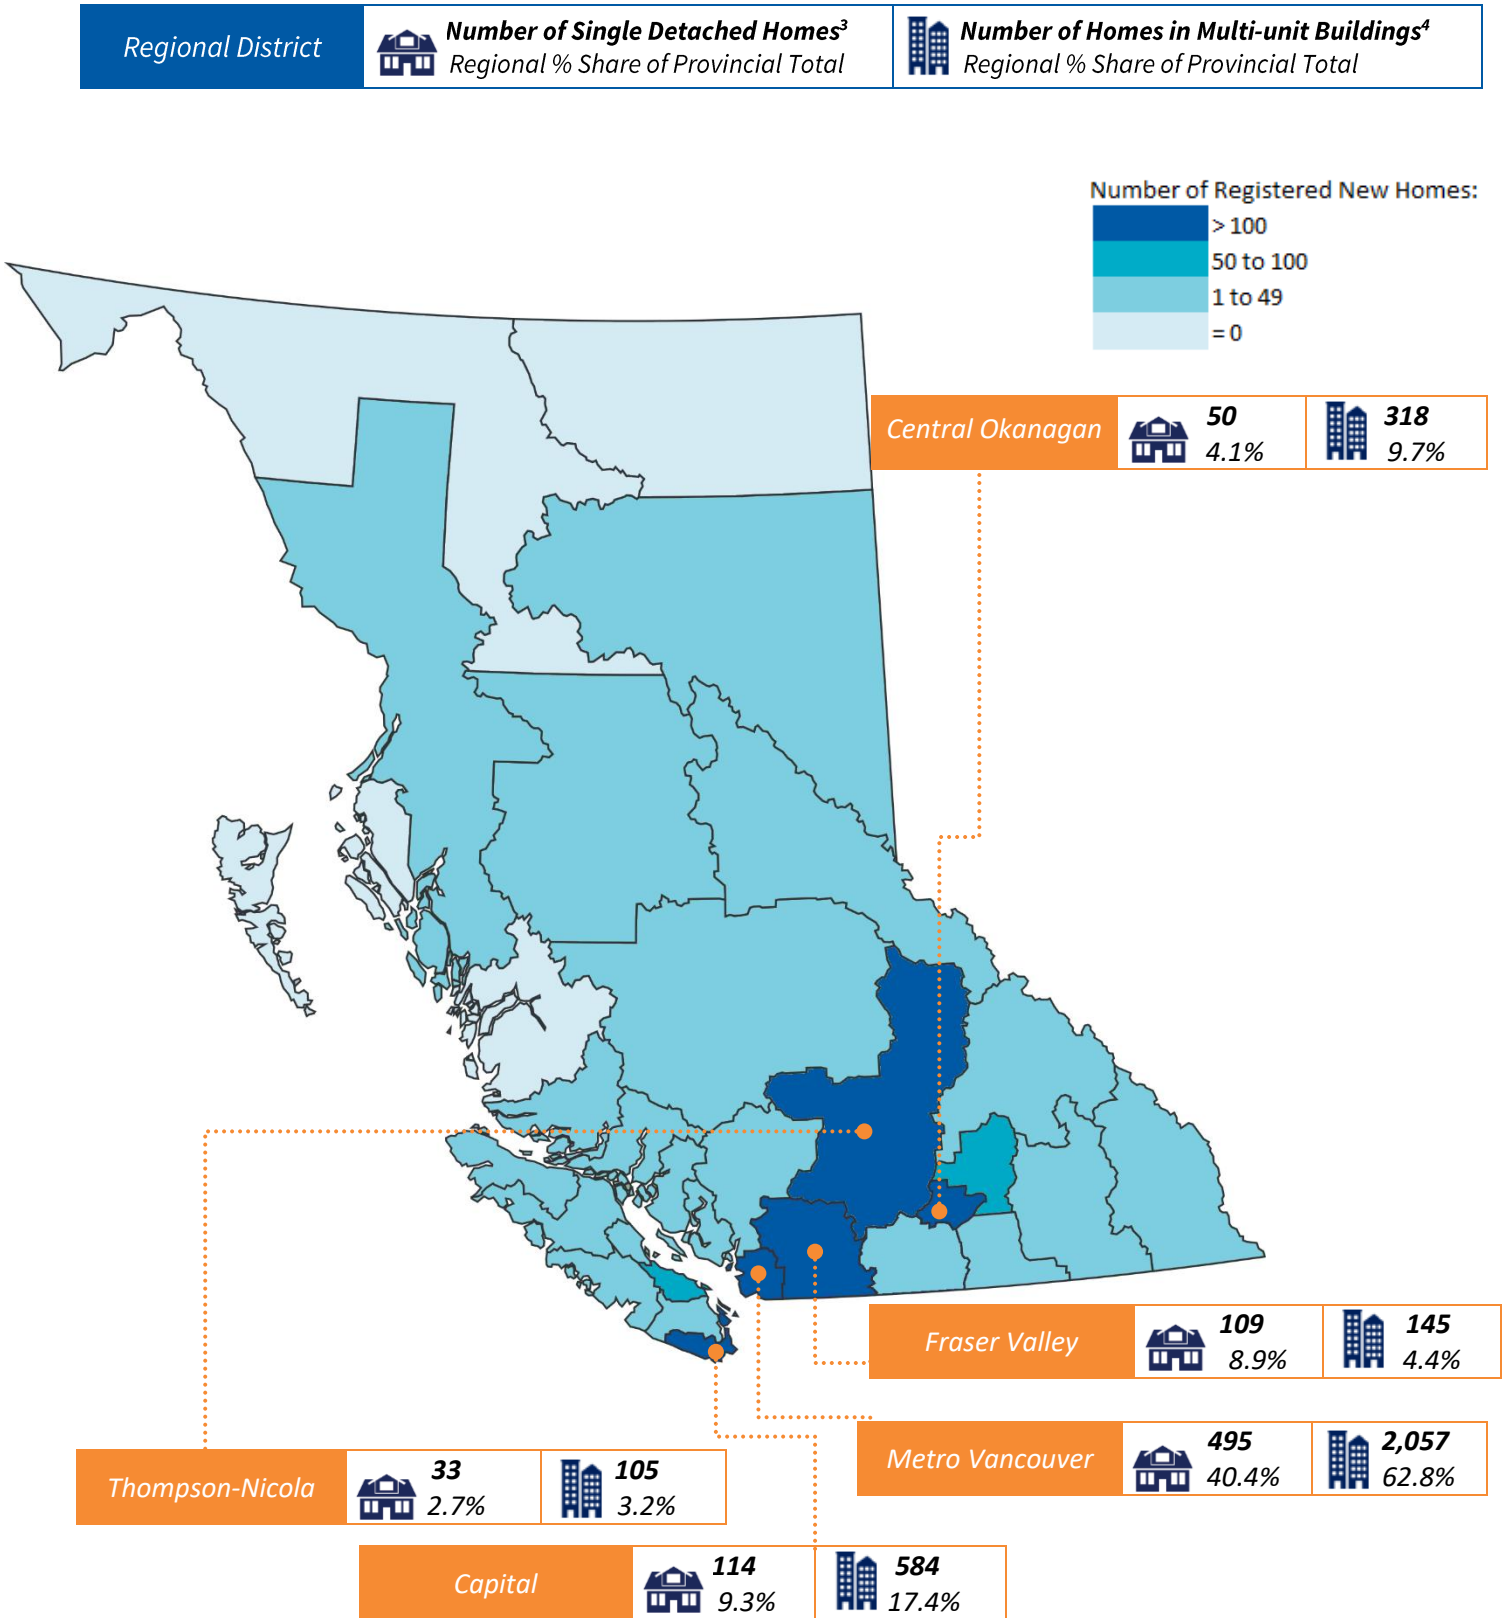 Regional District
Number of Single Detached Homes³
Regional % Share of Provincial Total
Number of Homes in Multi-unit Buildings⁴
Regional % Share of Provincial Total
Number of Registered New Homes:
> 100
50 to 100
1 to 49
= 0
Central Okanagan
50
4.1%
318
9.7%
Fraser Valley
109
8.9%
145
4.4%
Metro Vancouver
495
40.4%
2,057
62.8%
Thompson-Nicola
33
2.7%
105
3.2%
Capital
114
9.3%
584
17.4%